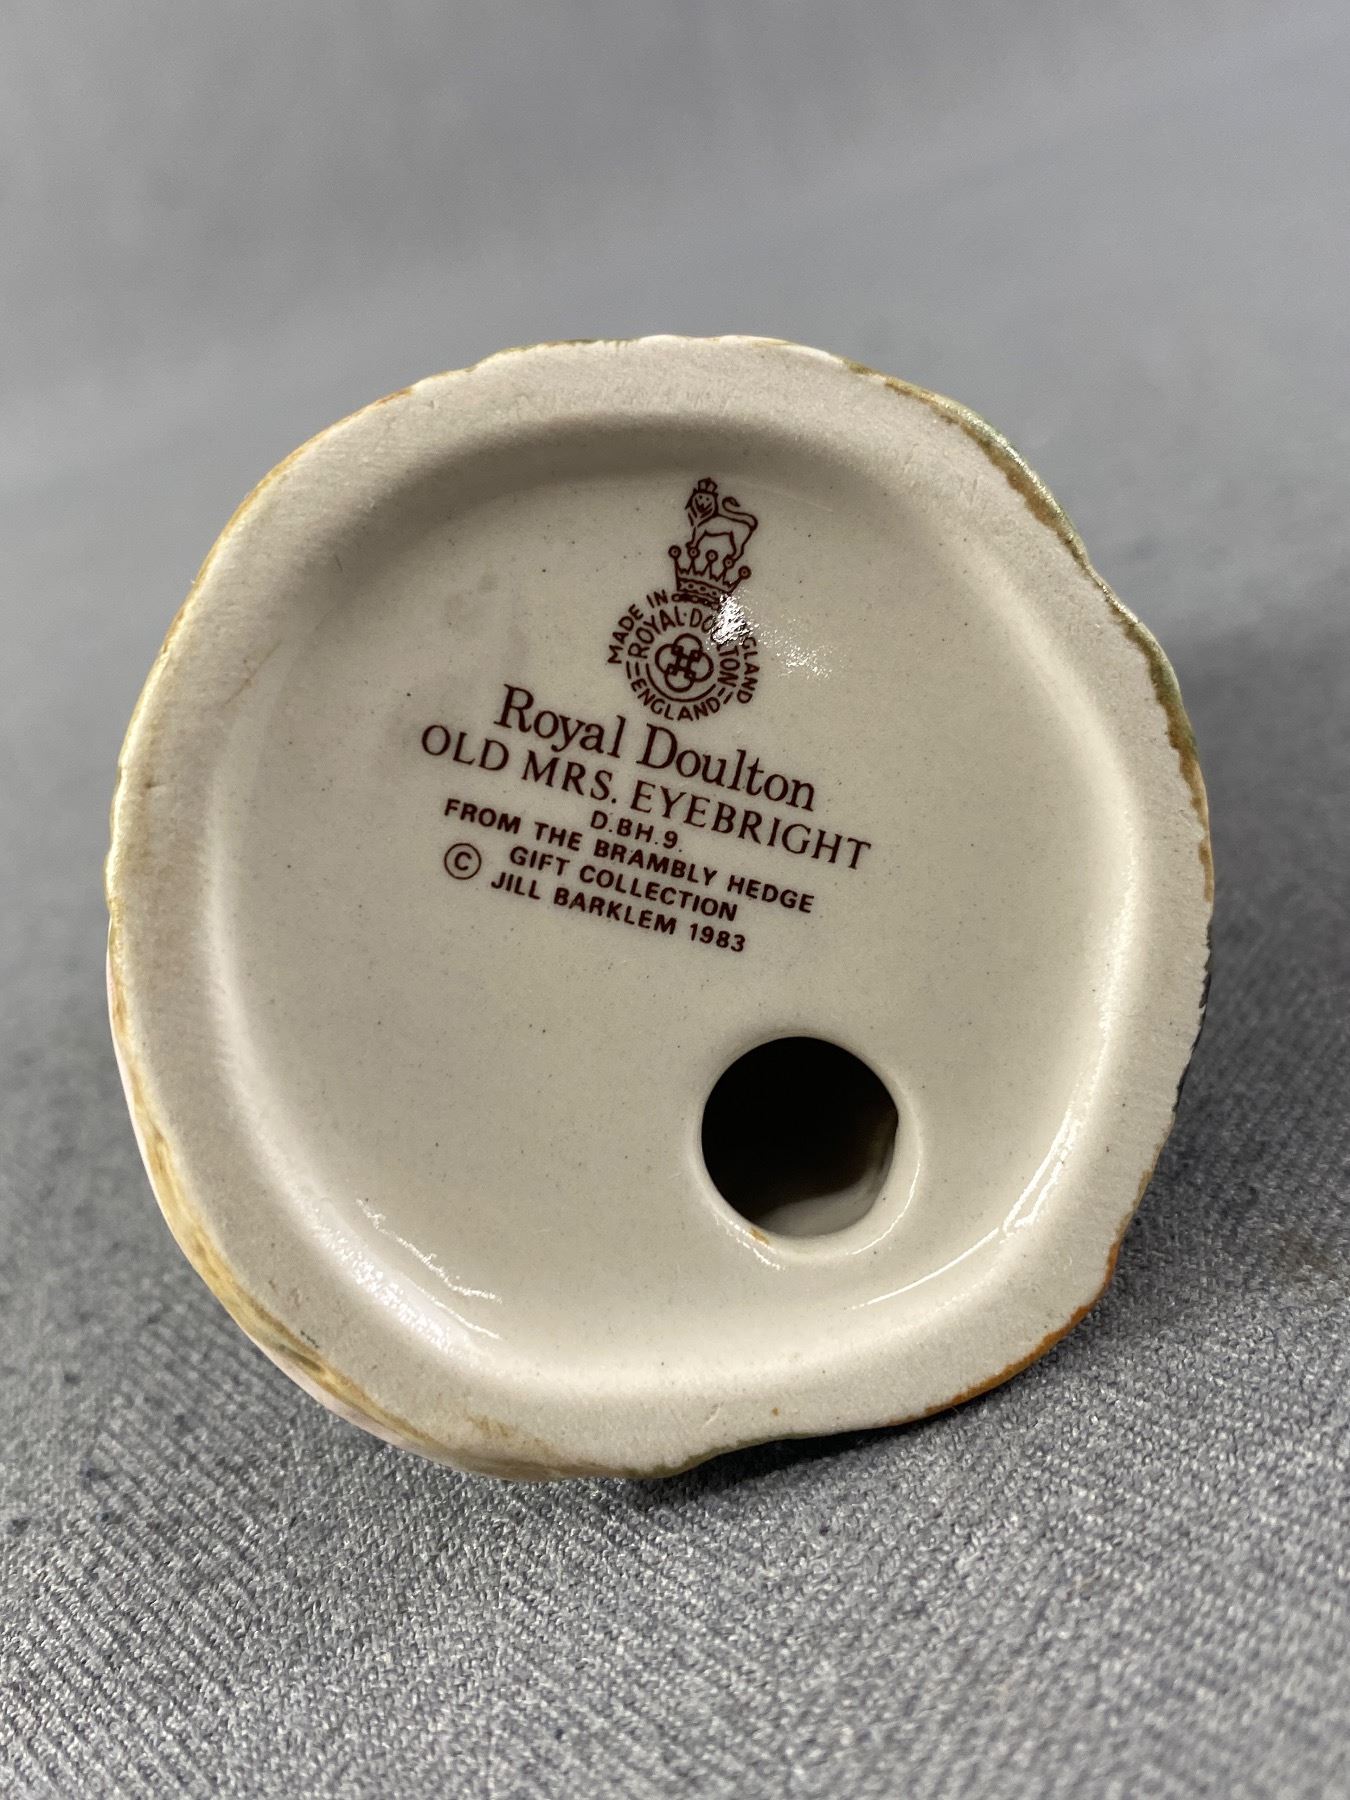 MADE IN ENGLAND
ROYAL DOULTON
ENGLAND
Royal Doulton
OLD MRS. EYEBRIGHT
D.BH.9.
FROM THE BRAMBLY HEDGE
GIFT COLLECTION
© JILL BARKLEM 1983